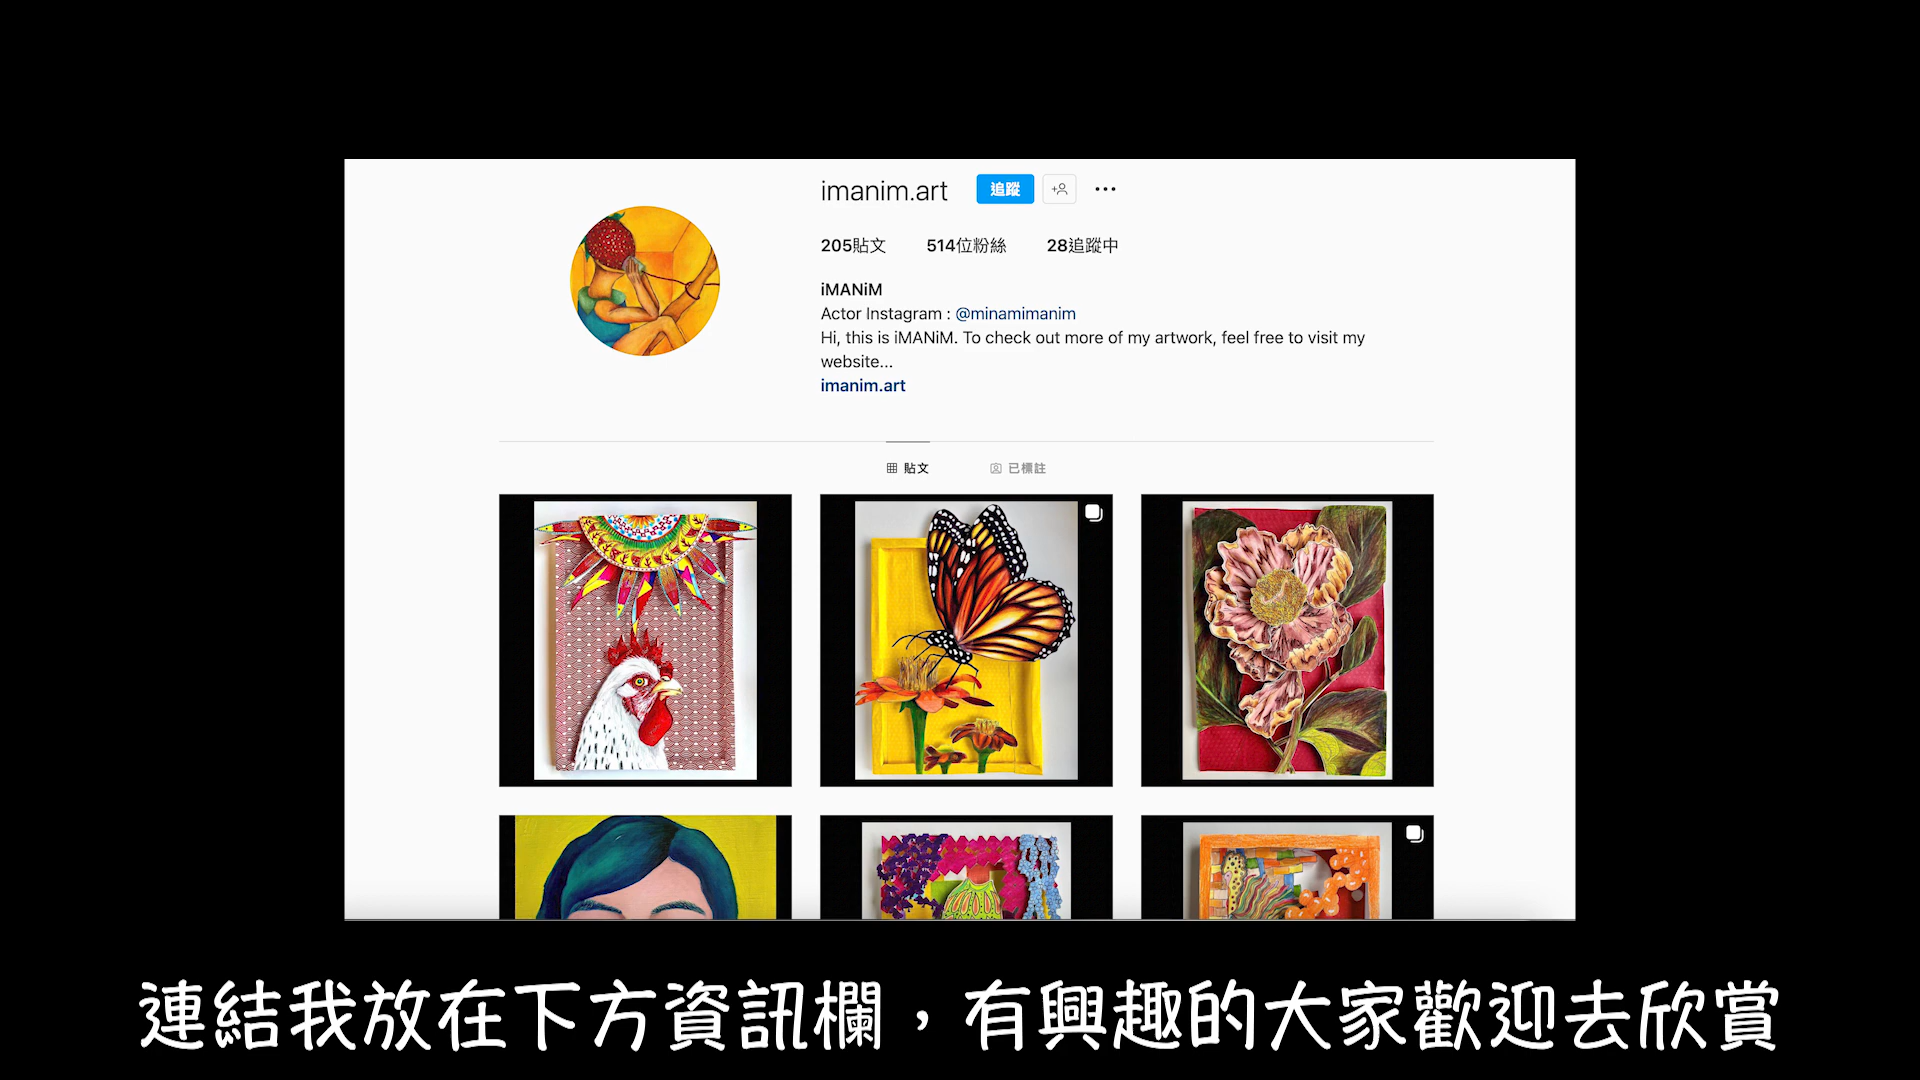 imanim.art
追蹤
205貼文
514位粉絲
28追蹤中
iMANiM
Actor Instagram : @minamimanim
Hi, this is iMANiM. To check out more of my artwork, feel free to visit my
website...
imanim.art
貼文
已標註
連結我放在下方資訊欄，有興趣的大家歡迎去欣賞